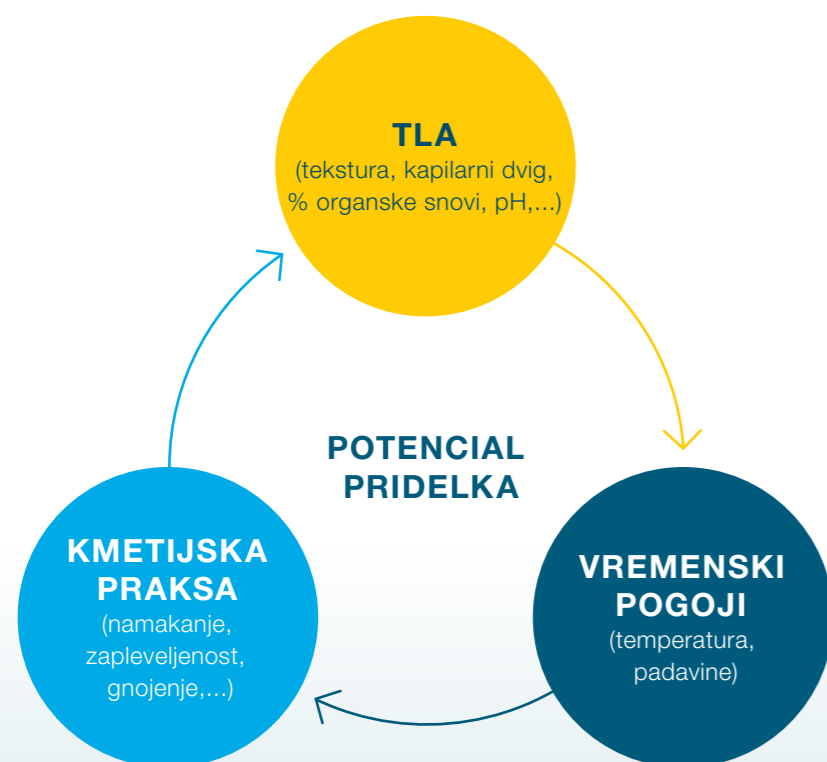 TLA
(tekstura, kapilarni dvig,
% organske snovi, pH,...)
POTENCIAL
PRIDELKA
KMETIJSKA
PRAKSA
(namakanje,
zapleveljenost,
gnojenje,...)
VREMENSKI
POGOJI
(temperatura,
padavine)